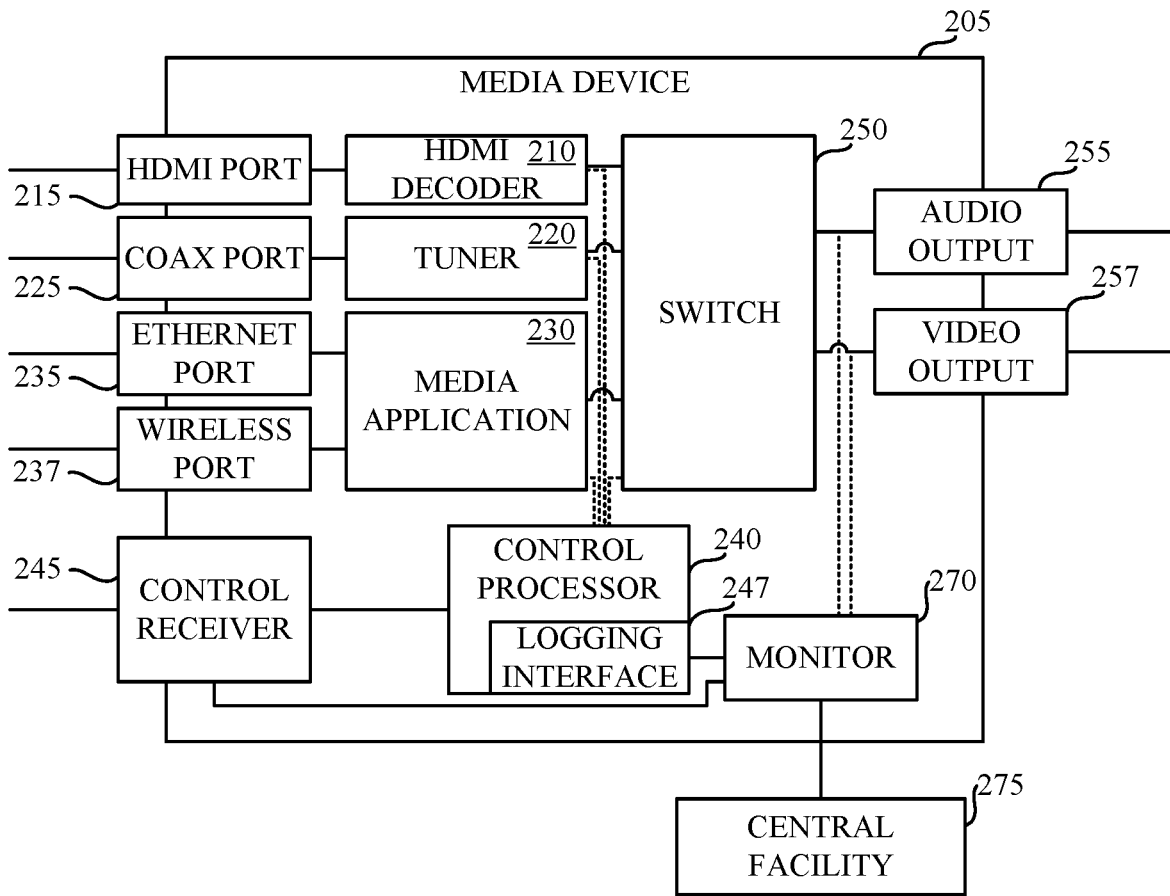 205
MEDIA DEVICE
HDMI PORT
215
HDMI
DECODER
210
250
COAX PORT
225
TUNER
220
SWITCH
AUDIO
OUTPUT
255
ETHERNET
PORT
235
MEDIA
APPLICATION
230
VIDEO
OUTPUT
257
WIRELESS
PORT
237
245
CONTROL
RECEIVER
CONTROL
PROCESSOR
240
247
LOGGING
INTERFACE
270
MONITOR
275
CENTRAL
FACILITY